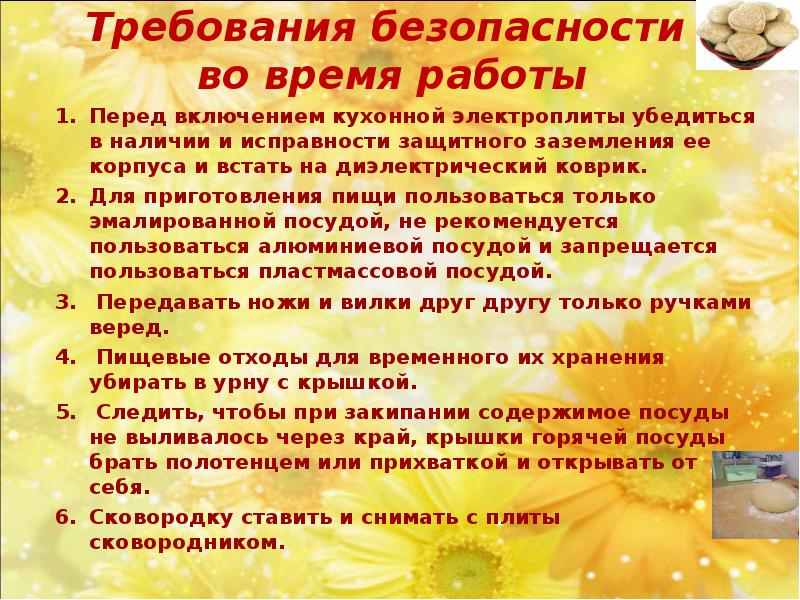 Требования безопасности
во время работы
1. Перед включением кухонной электроплиты убедиться
в наличии и исправности защитного заземления ее
корпуса и встать на диэлектрический коврик.
2. Для приготовления пищи пользоваться только
эмалированной посудой, не рекомендуется
пользоваться алюминиевой посудой и запрещается
пользоваться пластмассовой посудой.
3. Передавать ножи и вилки друг другу только ручками
веред.
4. Пищевые отходы для временного их хранения
убирать в урну с крышкой.
5. Следить, чтобы при закипании содержимое посуды
не выливалось через край, крышки горячей посуды
брать полотенцем или прихваткой и открывать от
себя.
6. Сковородку ставить и снимать с плиты
сковородником.